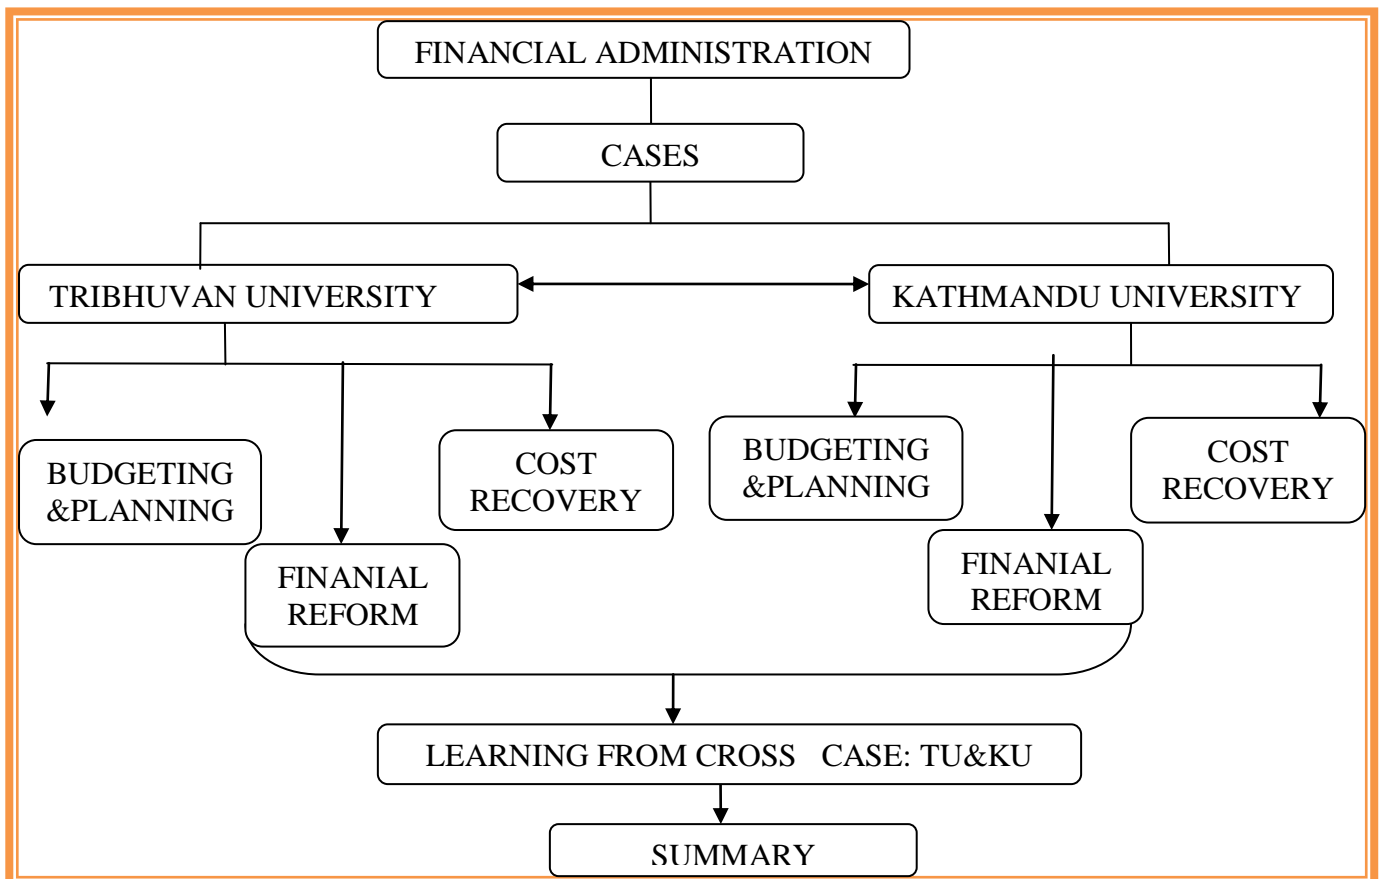 FINANCIAL ADMINISTRATION
CASES
TRIBHUVAN UNIVERSITY
KATHMANDU UNIVERSITY
BUDGETING
&PLANNING
FINANIAL
REFORM
COST
RECOVERY
BUDGETING
&PLANNING
FINANIAL
REFORM
COST
RECOVERY
LEARNING FROM CROSS CASE: TU&KU
SUMMARY